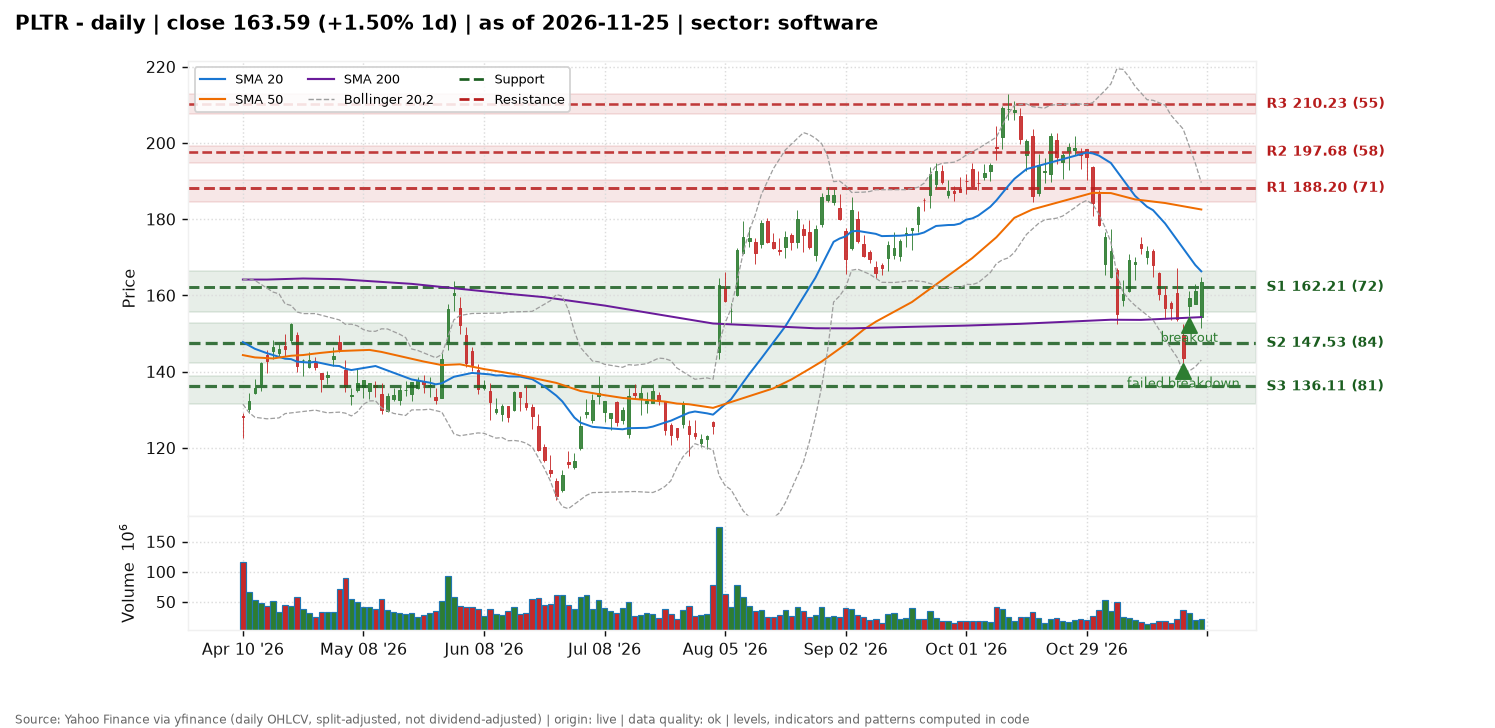 PLTR - daily | close 163.59 (+1.50% 1d) | as of 2026-11-25 | sector: software
SMA 20
SMA 50
SMA 200
Bollinger 20,2
Support
Resistance
Price
220
200
180
160
140
120
R3 210.23 (55)
R2 197.68 (58)
R1 188.20 (71)
S1 162.21 (72)
S2 147.53 (84)
S3 136.11 (81)
breakout
failed breakdown
Volume 10⁶
150
100
50
Apr 10 '26
May 08 '26
Jun 08 '26
Jul 08 '26
Aug 05 '26
Sep 02 '26
Oct 01 '26
Oct 29 '26
Source: Yahoo Finance via yfinance (daily OHLCV, split-adjusted, not dividend-adjusted) | origin: live | data quality: ok | levels, indicators and patterns computed in code